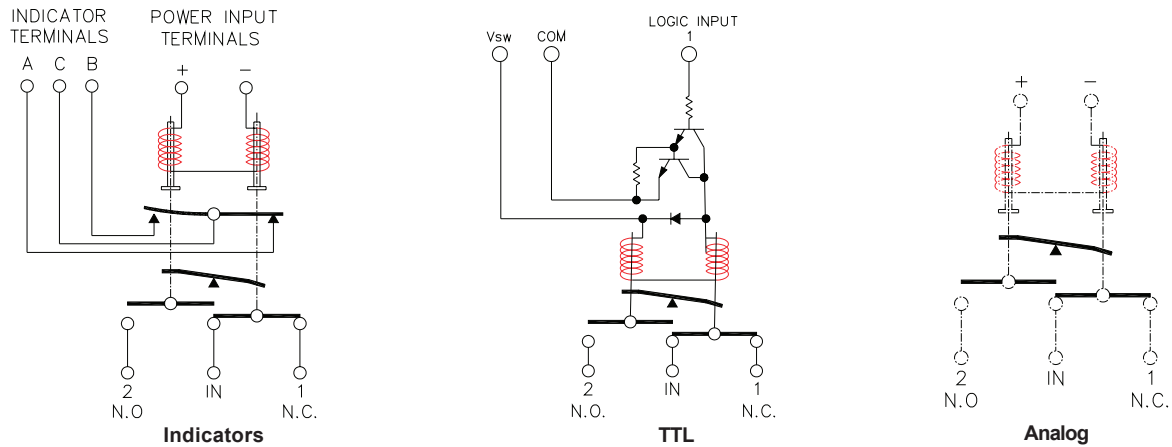 INDICATOR
TERMINALS
A C B
POWER INPUT
TERMINALS
+ −
2 IN 1
N.O N.C.
Indicators
Vsw COM
LOGIC INPUT
1
2 IN 1
N.O. N.C.
TTL
+ −
2 IN 1
N.O N.C.
Analog